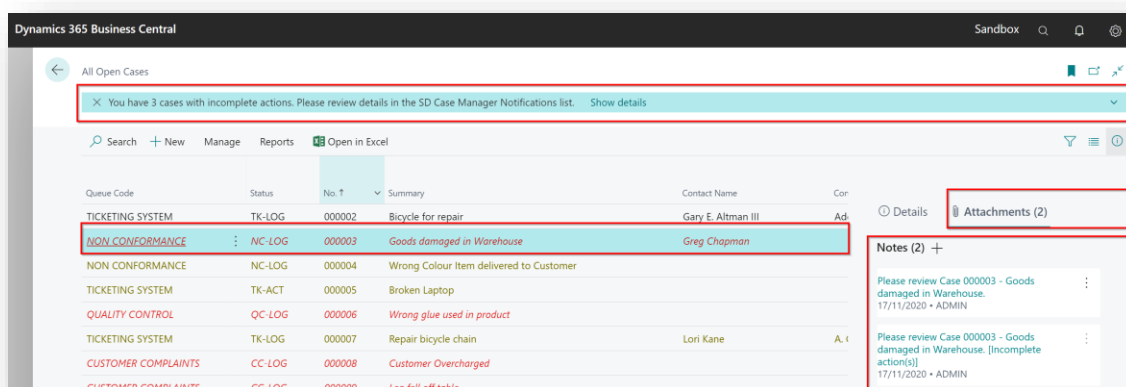 Dynamics 365 Business Central Sandbox
All Open Cases
You have 3 cases with incomplete actions. Please review details in the SD Case Manager Notifications list. Show details
Search New Manage Reports Open in Excel
Queue Code Status No. ↑ Summary Contact Name
TICKETING SYSTEM TK-LOG 000002 Bicycle for repair Gary E. Altman III
NON CONFORMANCE NC-LOG 000003 Goods damaged in Warehouse Greg Chapman
NON CONFORMANCE NC-LOG 000004 Wrong Colour Item delivered to Customer
TICKETING SYSTEM TK-ACT 000005 Broken Laptop
QUALITY CONTROL QC-LOG 000006 Wrong glue used in product
TICKETING SYSTEM TK-LOG 000007 Repair bicycle chain Lori Kane
CUSTOMER COMPLAINTS CC-LOG 000008 Customer Overcharged
Details Attachments (2)
Notes (2) +
Please review Case 000003 - Goods
damaged in Warehouse.
17/11/2020 • ADMIN
Please review Case 000003 - Goods
damaged in Warehouse. [Incomplete
action(s)]
17/11/2020 • ADMIN